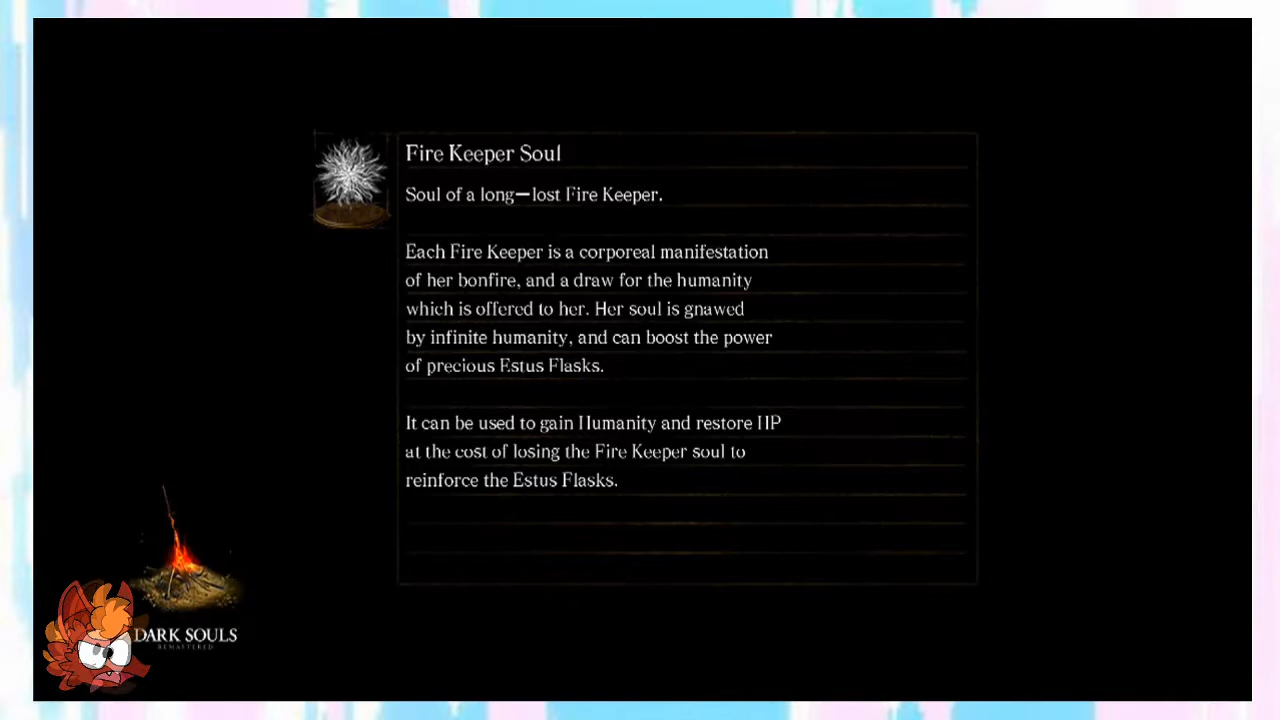 Fire Keeper Soul
Soul of a long—lost Fire Keeper.
Each Fire Keeper is a corporeal manifestation
of her bonfire, and a draw for the humanity
which is offered to her. Her soul is gnawed
by infinite humanity, and can boost the power
of precious Estus Flasks.
It can be used to gain Humanity and restore HP
at the cost of losing the Fire Keeper soul to
reinforce the Estus Flasks.
DARK SOULS
REMASTERED